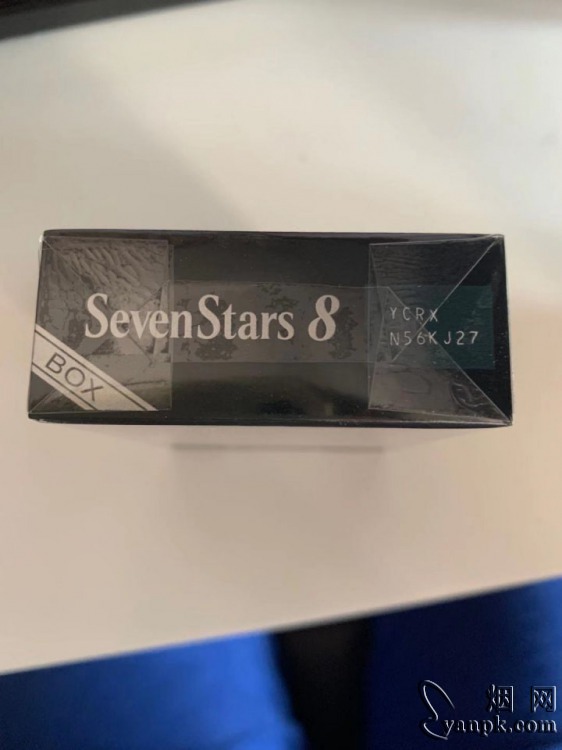 SevenStars 8
YCRX
N56KJ27
BOX
烟网
yanpk.com